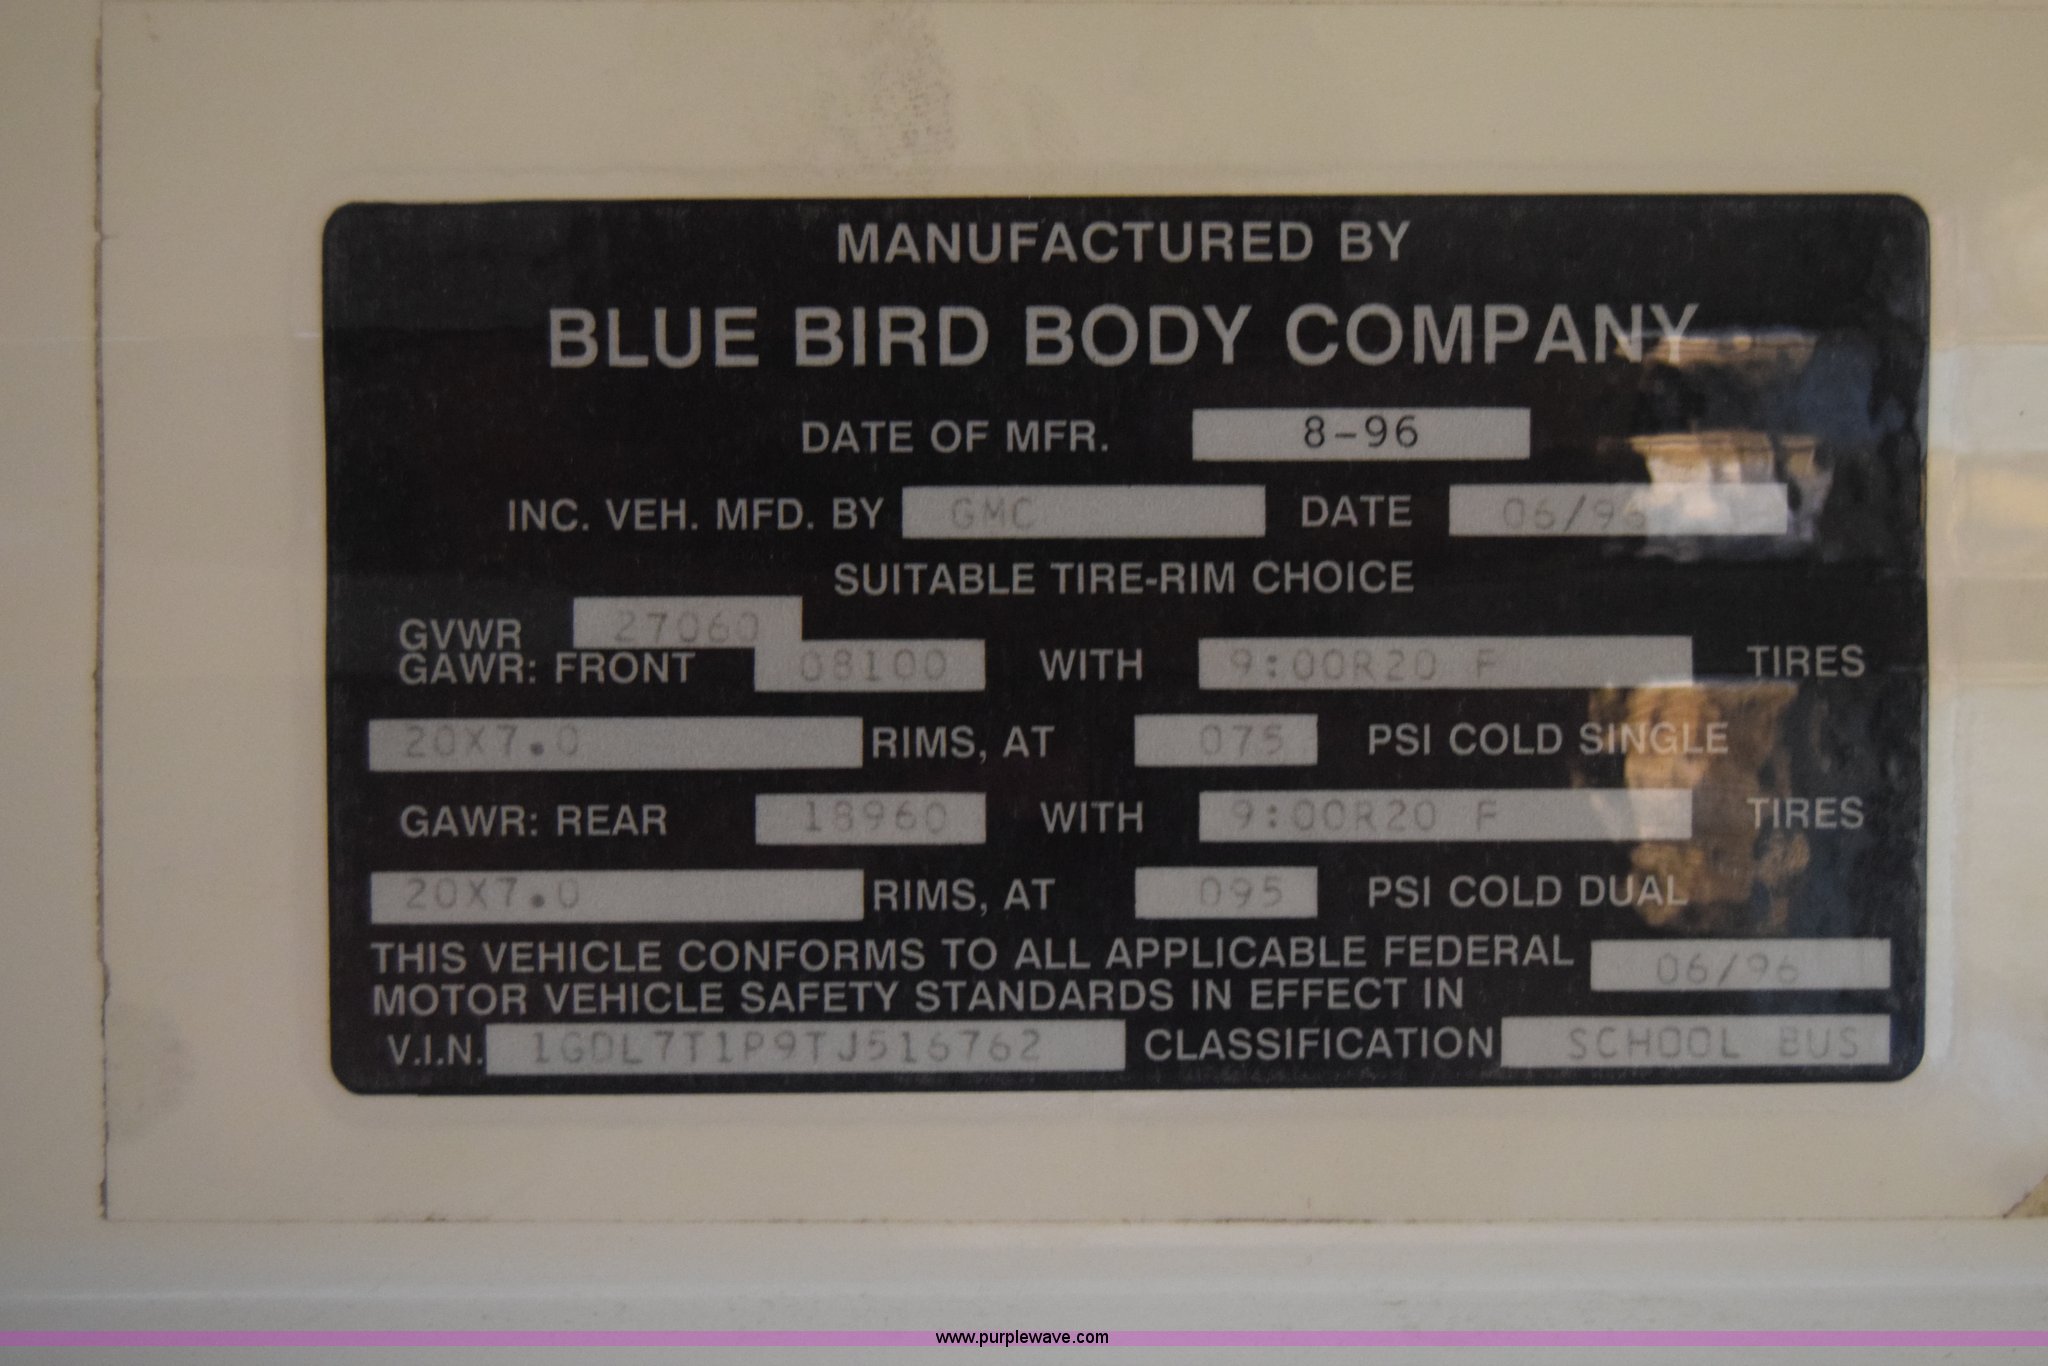 MANUFACTURED BY
BLUE BIRD BODY COMPANY
DATE OF MFR. 8-96
INC. VEH. MFD. BY GMC DATE 06/96
SUITABLE TIRE-RIM CHOICE
GVWR 27060
GAWR: FRONT 08100 WITH 9:00R20 F TIRES
20X7.0 RIMS, AT 075 PSI COLD SINGLE
GAWR: REAR 18960 WITH 9:00R20 F TIRES
20X7.0 RIMS, AT 095 PSI COLD DUAL
THIS VEHICLE CONFORMS TO ALL APPLICABLE FEDERAL
MOTOR VEHICLE SAFETY STANDARDS IN EFFECT IN 06/96
V.I.N. 1GDL7T1P9TJ516762 CLASSIFICATION SCHOOL BUS
www.purplewave.com